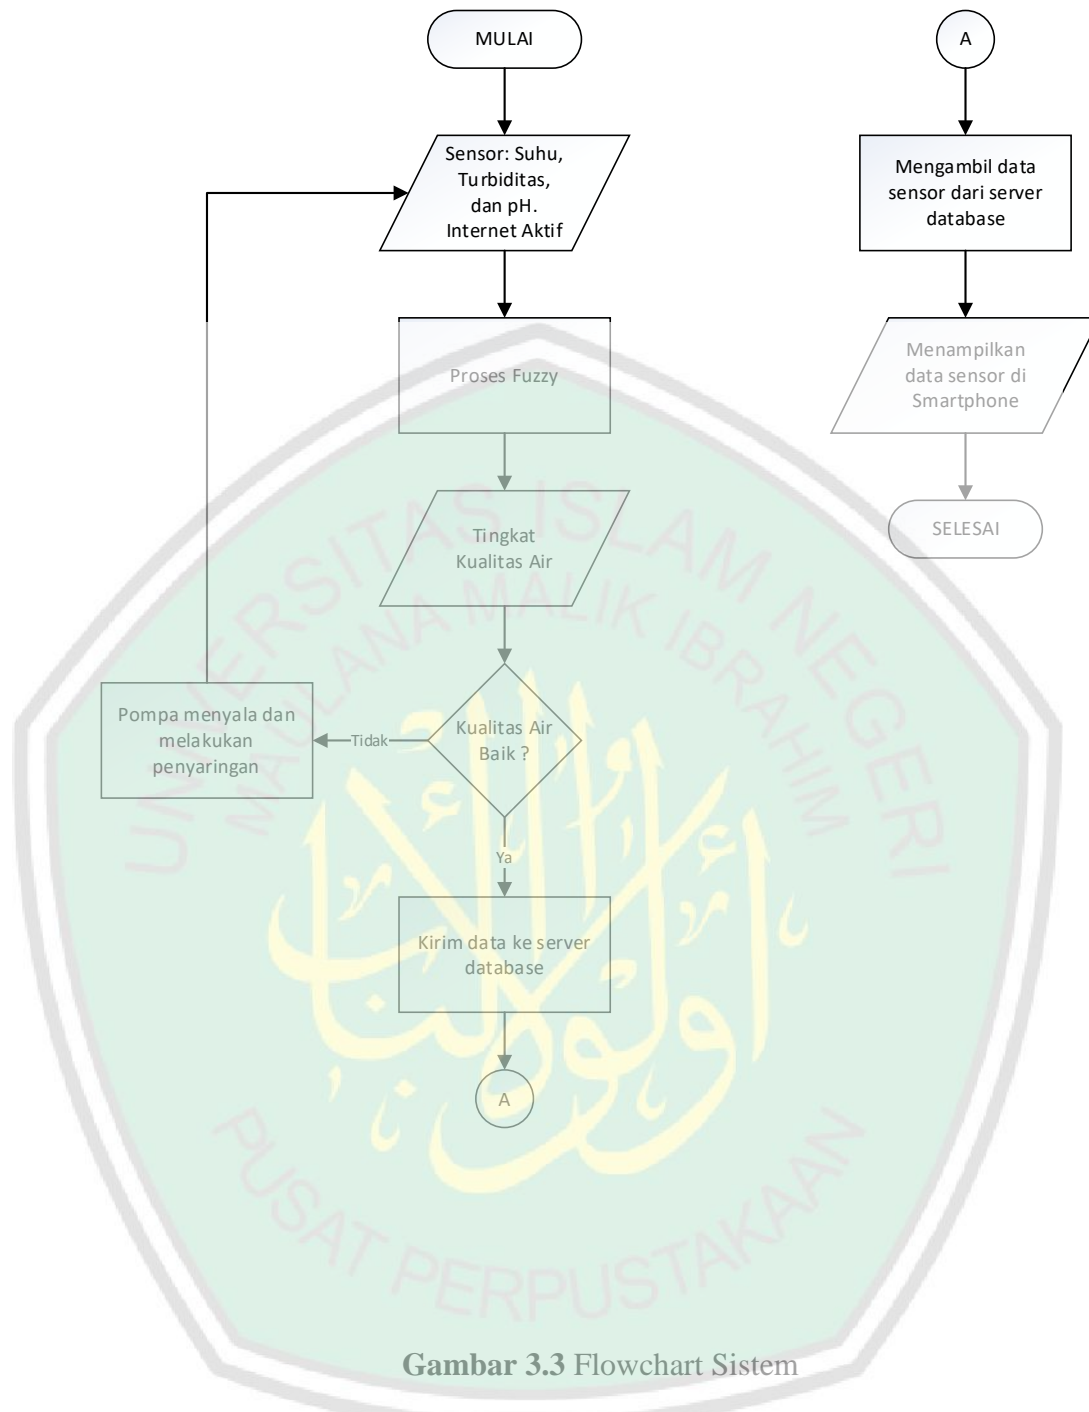 MULAI
Sensor: Suhu,
Turbiditas,
dan pH.
Internet Aktif
Proses Fuzzy
Tingkat
Kualitas Air
Kualitas Air
Baik ?
Tidak
Pompa menyala dan
melakukan
penyaringan
Ya
Kirim data ke server
database
A
A
Mengambil data
sensor dari server
database
Menampilkan
data sensor di
Smartphone
SELESAI
UNIVERSITAS ISLAM NEGERI
MAULANA MALIK IBRAHIM
PUSAT PERPUSTAKAAN
Gambar 3.3 Flowchart Sistem